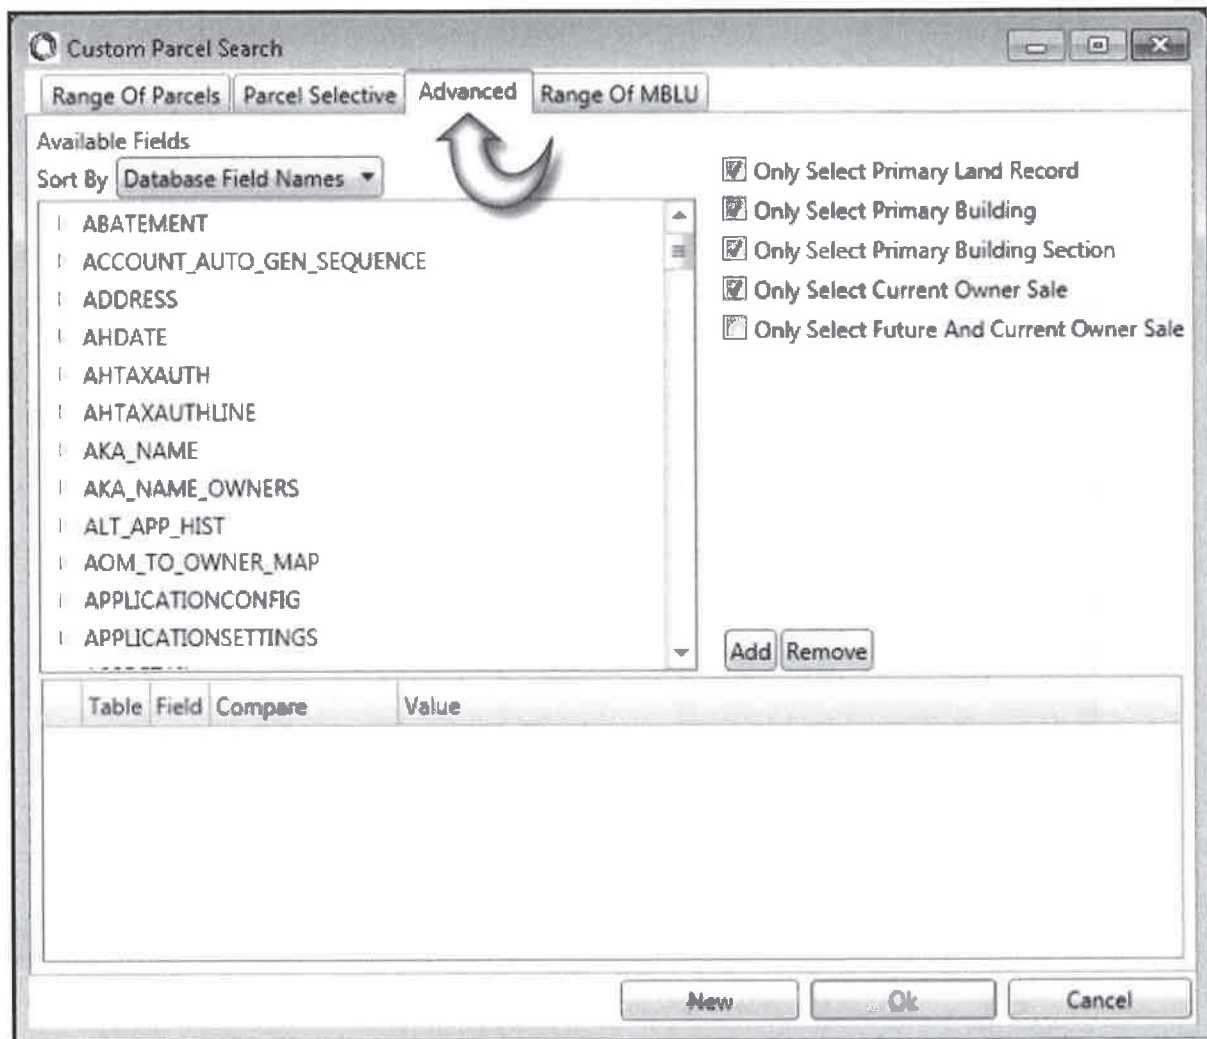 Custom Parcel Search
Range Of Parcels Parcel Selective Advanced Range Of MBLU
Available Fields
Sort By Database Field Names
ABATEMENT
ACCOUNT_AUTO_GEN_SEQUENCE
ADDRESS
AHDATE
AHTAXAUTH
AHTAXAUTHLINE
AKA_NAME
AKA_NAME_OWNERS
ALT_APP_HIST
AOM_TO_OWNER_MAP
APPLICATIONCONFIG
APPLICATIONSETTINGS
Only Select Primary Land Record
Only Select Primary Building
Only Select Primary Building Section
Only Select Current Owner Sale
Only Select Future And Current Owner Sale
Add Remove
Table Field Compare Value
New Ok Cancel